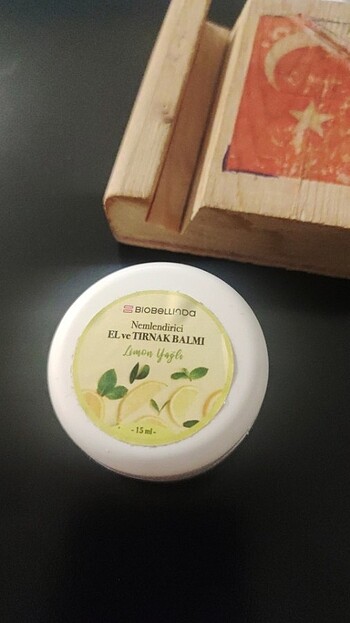 BIOBELLINDA
Nemlendirici
EL ve TIRNAK BALMI
Limon Yağlı
- 15 ml -